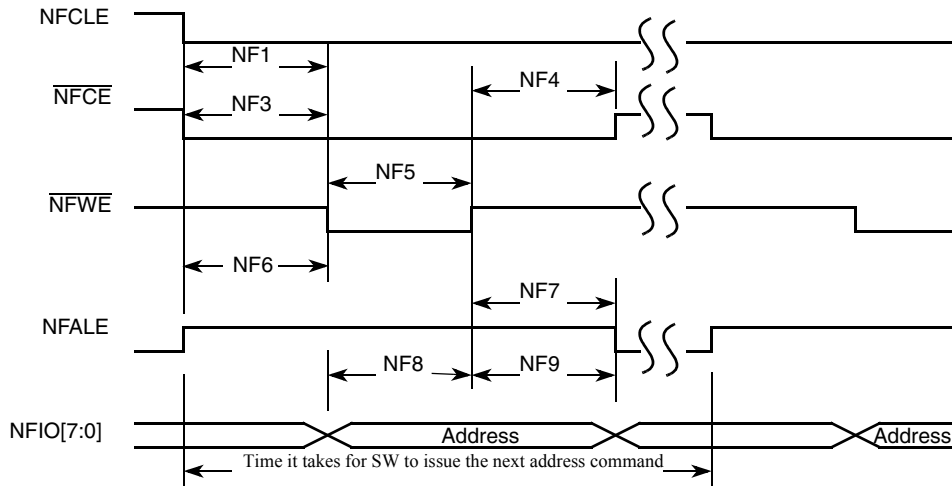 NFCLE
NF1
NF4
NFCE
NF3
NF5
NFWE
NF6
NF7
NFALE
NF8
NF9
NFIO[7:0]
Address
Address
Time it takes for SW to issue the next address command